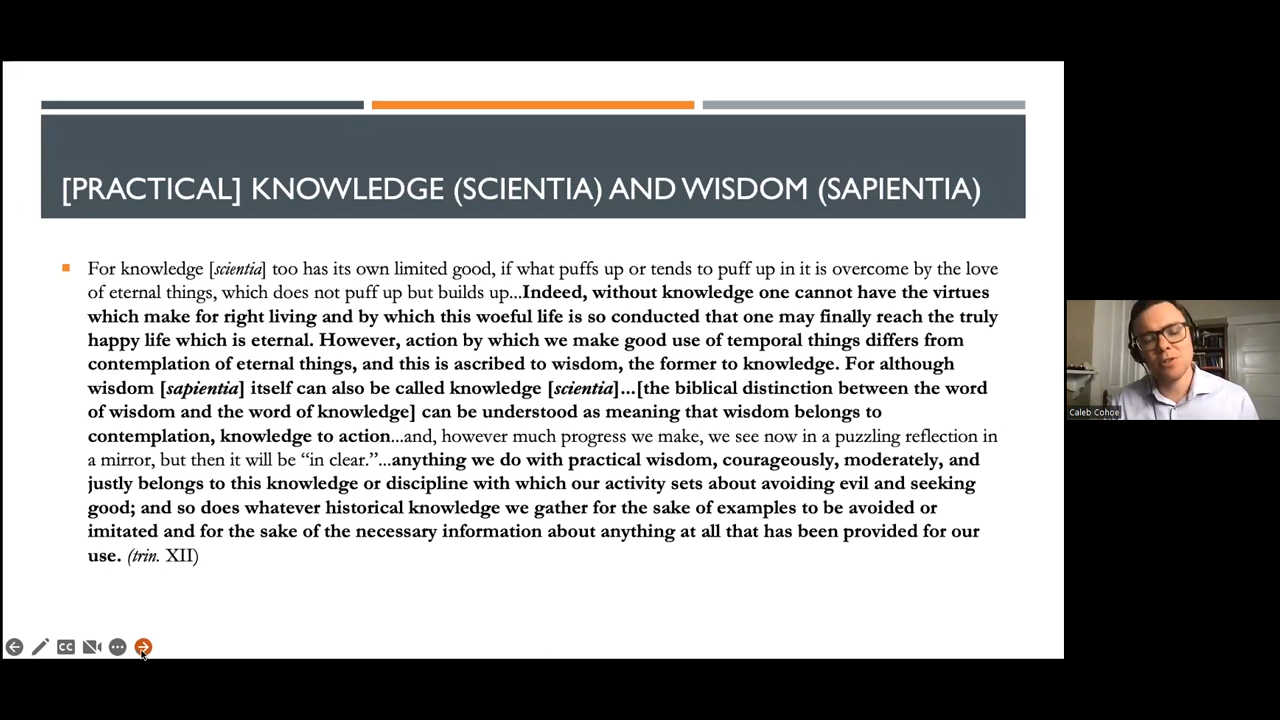 [PRACTICAL] KNOWLEDGE (SCIENTIA) AND WISDOM (SAPIENTIA)
For knowledge [scientia] too has its own limited good, if what puffs up or tends to puff up in it is overcome by the love
of eternal things, which does not puff up but builds up...Indeed, without knowledge one cannot have the virtues
which make for right living and by which this woeful life is so conducted that one may finally reach the truly
happy life which is eternal. However, action by which we make good use of temporal things differs from
contemplation of eternal things, and this is ascribed to wisdom, the former to knowledge. For although
wisdom [sapientia] itself can also be called knowledge [scientia]...[the biblical distinction between the word
of wisdom and the word of knowledge] can be understood as meaning that wisdom belongs to
contemplation, knowledge to action...and, however much progress we make, we see now in a puzzling reflection in
a mirror, but then it will be “in clear.”...anything we do with practical wisdom, courageously, moderately, and
justly belongs to this knowledge or discipline with which our activity sets about avoiding evil and seeking
good; and so does whatever historical knowledge we gather for the sake of examples to be avoided or
imitated and for the sake of the necessary information about anything at all that has been provided for our
use. (trin. XII)
CC
Caleb Cohoe